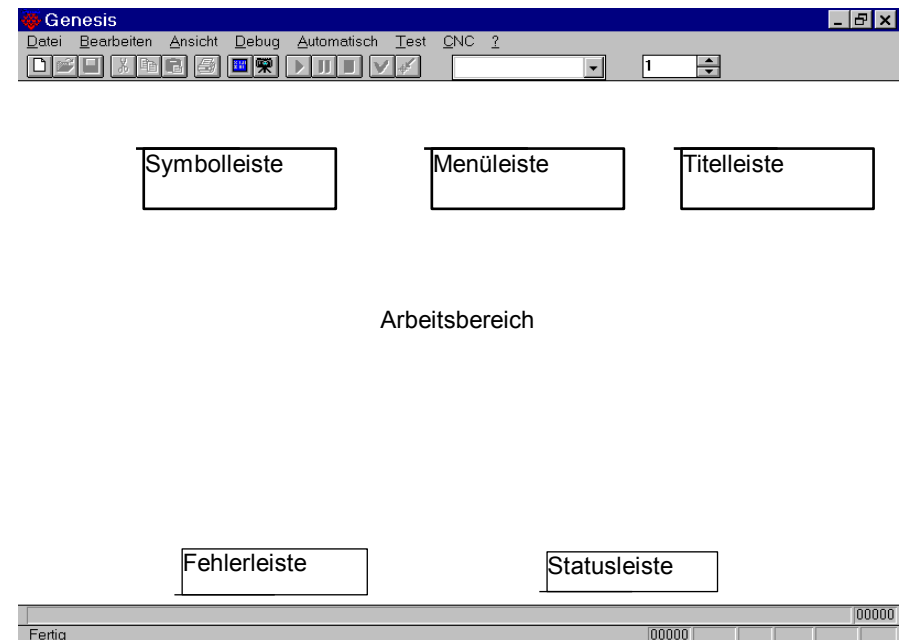 Genesis
Datei Bearbeiten Ansicht Debug Automatisch Test CNC ?
1
Symbolleiste Menüleiste Titelleiste
Arbeitsbereich
Fehlerleiste Statusleiste
00000
Fertig 00000